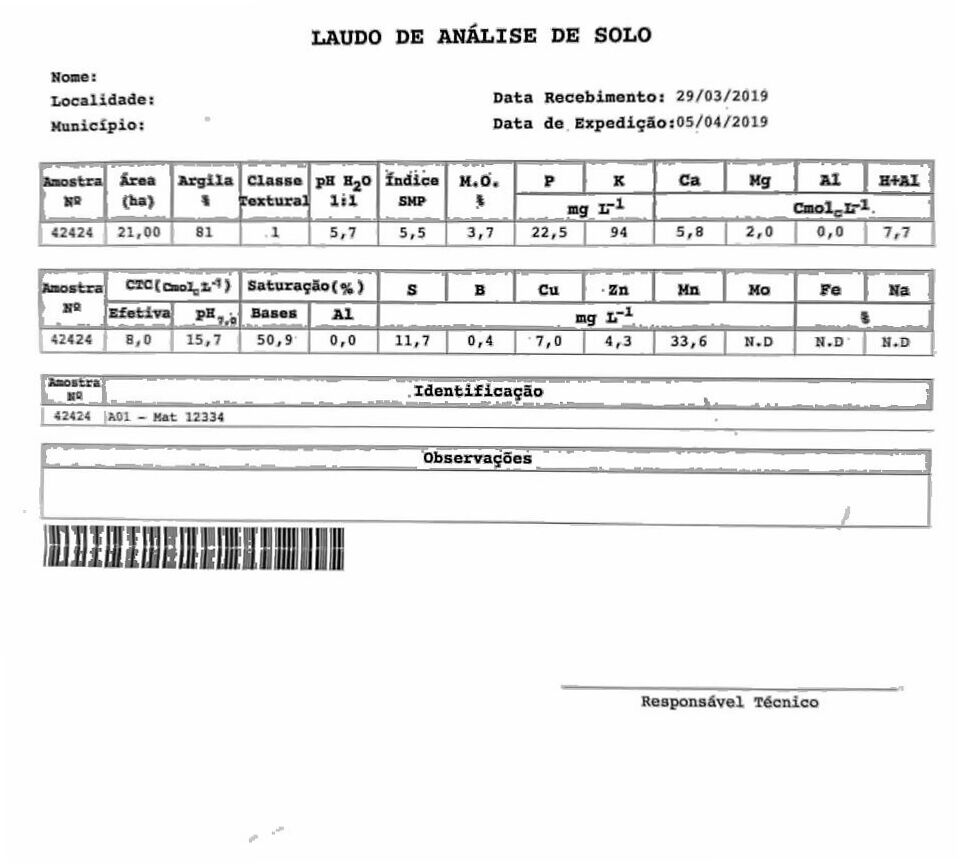 LAUDO DE ANÁLISE DE SOLO
Nome:
Localidade:
Data Recebimento: 29/03/2019
Município:
Data de Expedição:05/04/2019
Amostra Nº Área (ha) Argila % Classe Textural pH H2O 1:1 Índice SMP M.O. % P K Ca Mg Al H+Al
mg L-1 CmolcL-1
42424 21,00 81 1 5,7 5,5 3,7 22,5 94 5,8 2,0 0,0 7,7
Amostra Nº CTC(CmolcL-1) Saturação(%) S B Cu Zn Mn Mo Fe Na
Efetiva pH7,0 Bases Al mg L-1 %
42424 8,0 15,7 50,9 0,0 11,7 0,4 7,0 4,3 33,6 N.D N.D N.D
Amostra Nº Identificação
42424 A01 - Mat 12334
Observações
Responsável Técnico